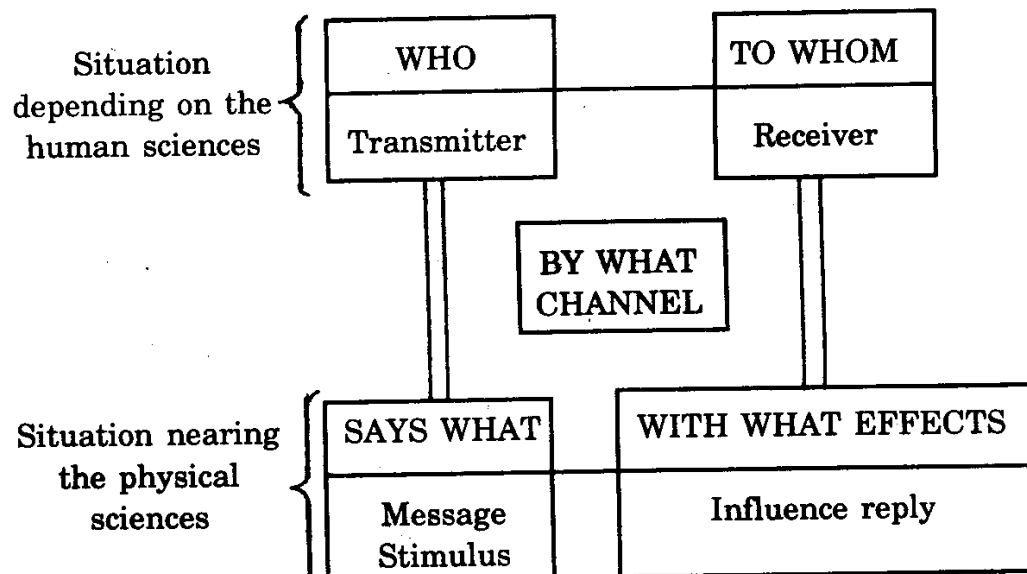 Situation
depending on the
human sciences
WHO
Transmitter
TO WHOM
Receiver
BY WHAT
CHANNEL
Situation nearing
the physical
sciences
SAYS WHAT
Message
Stimulus
WITH WHAT EFFECTS
Influence reply